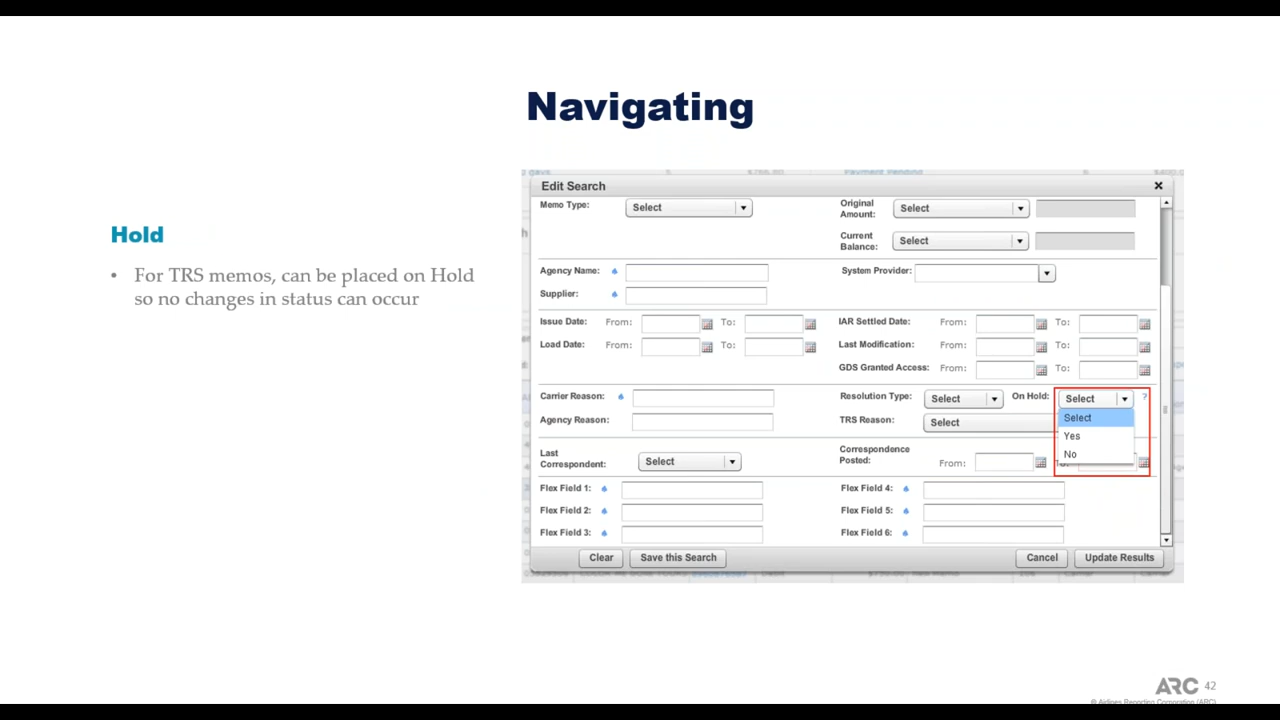 Navigating
Hold
• For TRS memos, can be placed on Hold
so no changes in status can occur
Edit Search
Memo Type: Select
Original Amount: Select
Current Balance: Select
Agency Name:
System Provider:
Supplier:
Issue Date: From: To:
IAR Settled Date: From: To:
Load Date: From: To:
Last Modification: From: To:
GDS Granted Access: From: To:
Carrier Reason:
Resolution Type: Select On Hold: Select ?
Select
Yes
No
Agency Reason:
TRS Reason: Select
Last Correspondent: Select
Correspondence Posted: From: To:
Flex Field 1:
Flex Field 4:
Flex Field 2:
Flex Field 5:
Flex Field 3:
Flex Field 6:
Clear Save this Search Cancel Update Results
ARC 42
© Airlines Reporting Corporation (ARC)